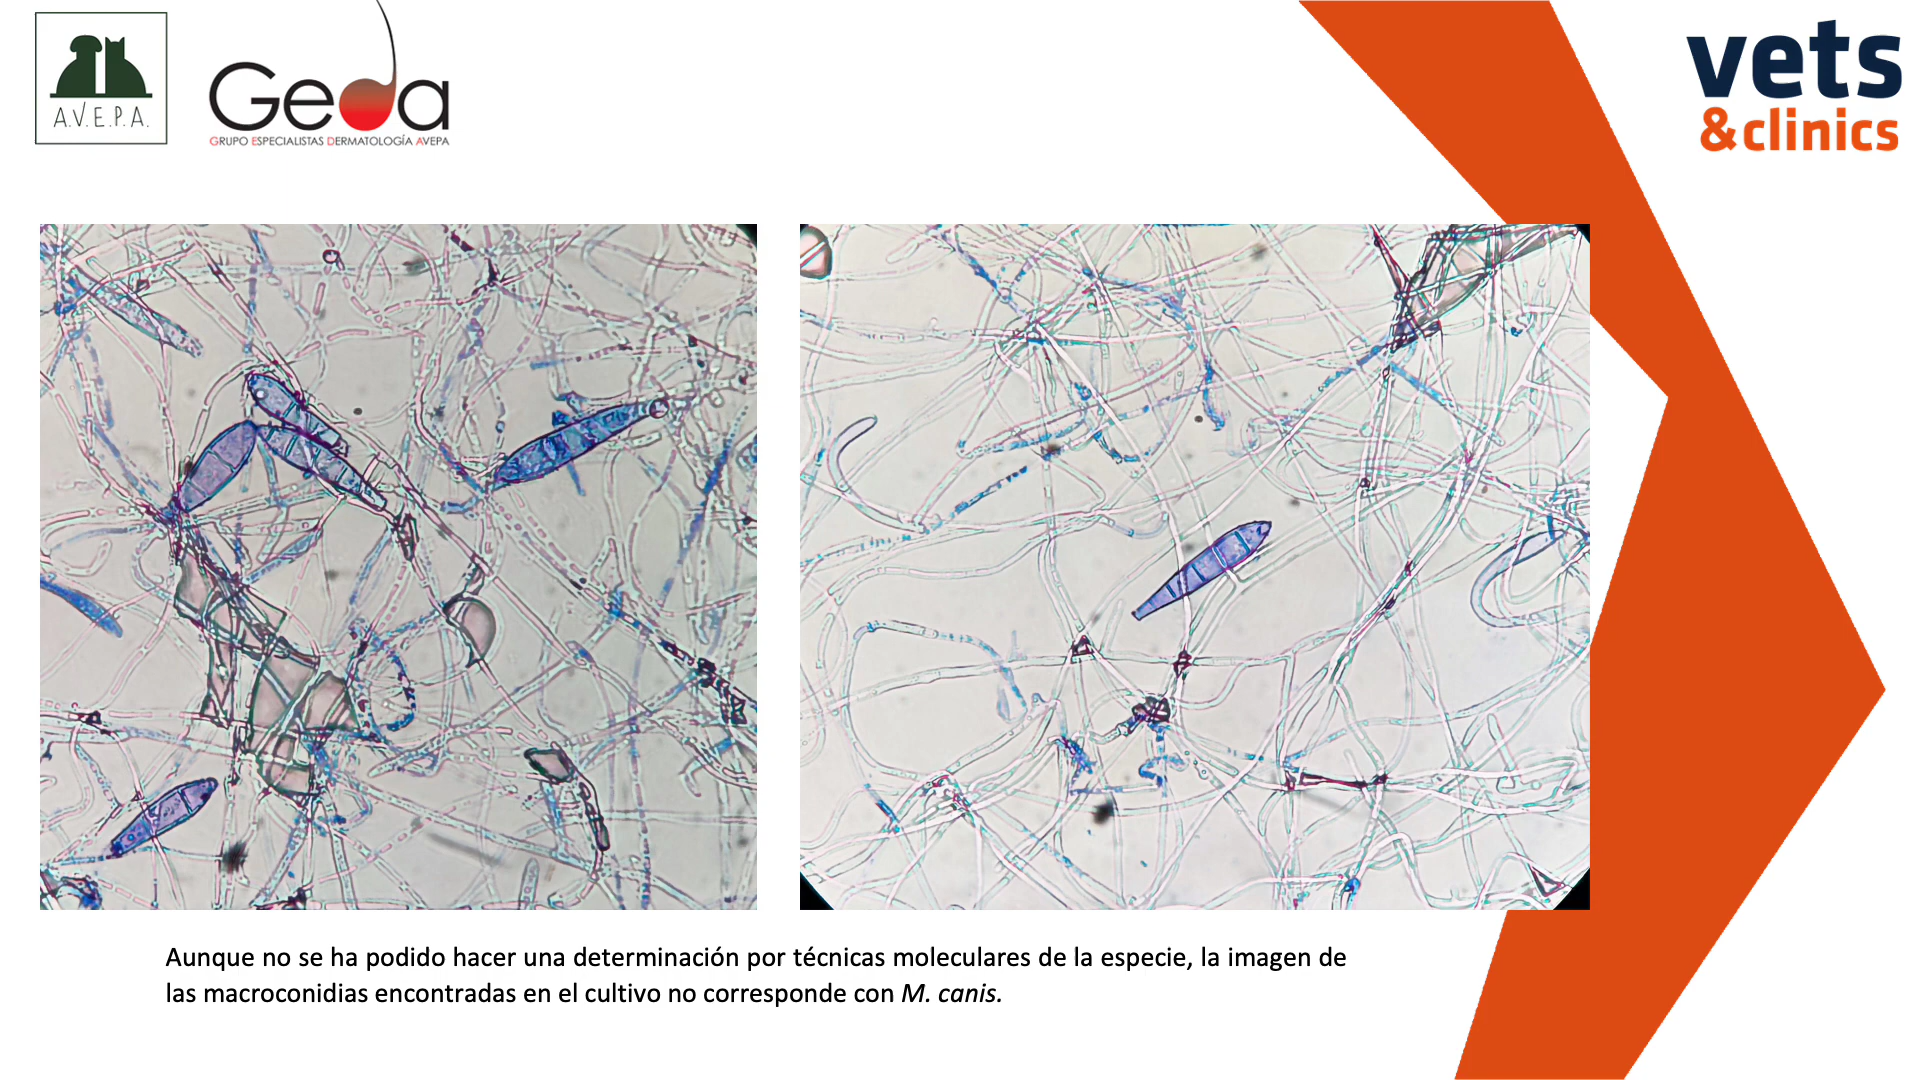 A.V.E.P.A.
Geda
GRUPO ESPECIALISTAS DERMATOLOGÍA AVEPA
vets
&clinics
Aunque no se ha podido hacer una determinación por técnicas moleculares de la especie, la imagen de
las macroconidias encontradas en el cultivo no corresponde con M. canis.